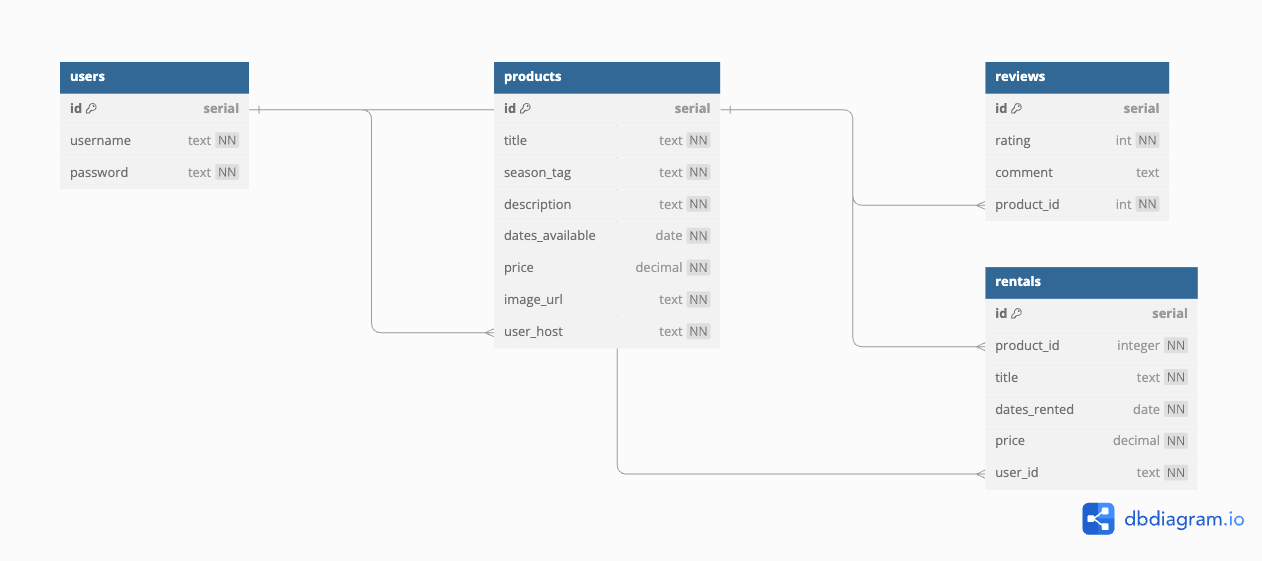 users
id serial
username text NN
password text NN
products
id serial
title text NN
season_tag text NN
description text NN
dates_available date NN
price decimal NN
image_url text NN
user_host text NN
reviews
id serial
rating int NN
comment text
product_id int NN
rentals
id serial
product_id integer NN
title text NN
dates_rented date NN
price decimal NN
user_id text NN
dbdiagram.io